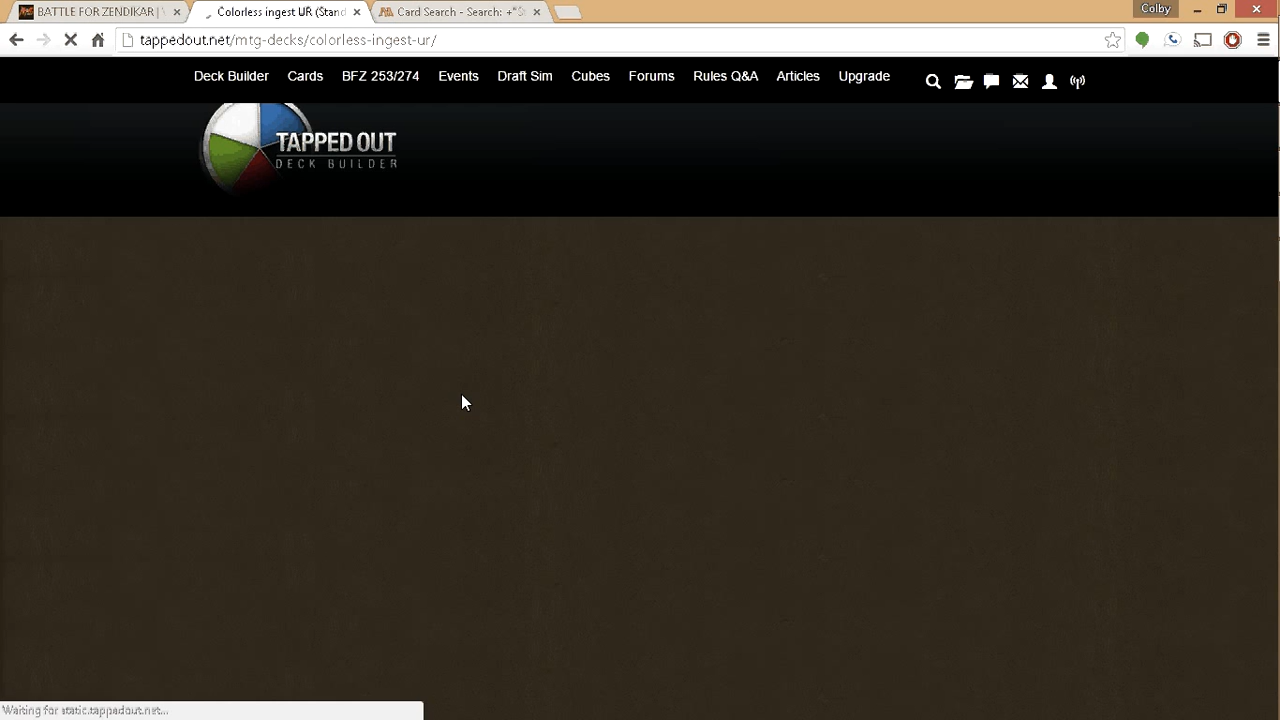 BATTLE FOR ZENDIKAR |
Colorless ingest UR (Stand
Card Search - Search: +"S
Colby
tappedout.net/mtg-decks/colorless-ingest-ur/
Deck Builder Cards BFZ 253/274 Events Draft Sim Cubes Forums Rules Q&A Articles Upgrade
TAPPED OUT
DECK BUILDER
Waiting for static.tappedout.net...